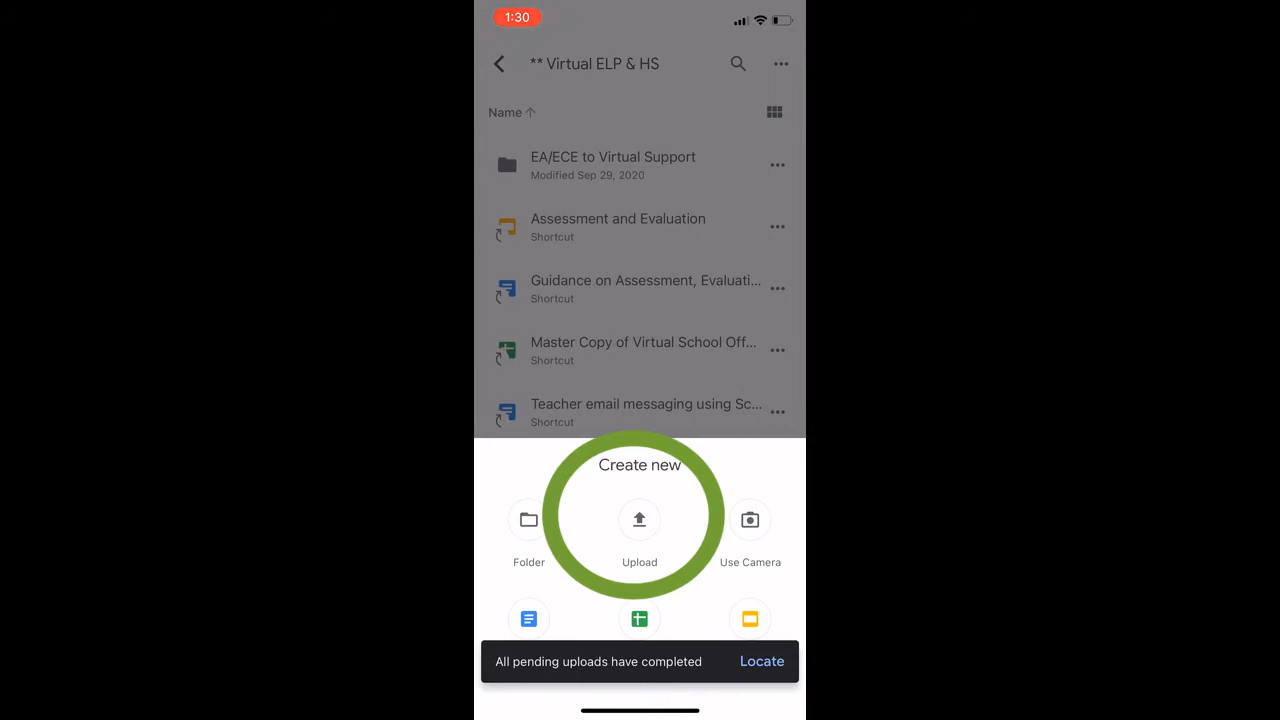 1:30
** Virtual ELP & HS
Name
EA/ECE to Virtual Support
Modified Sep 29, 2020
Assessment and Evaluation
Shortcut
Guidance on Assessment, Evaluati...
Shortcut
Master Copy of Virtual School Off...
Shortcut
Teacher email messaging using Sc...
Shortcut
Create new
Folder
Upload
Use Camera
All pending uploads have completed
Locate